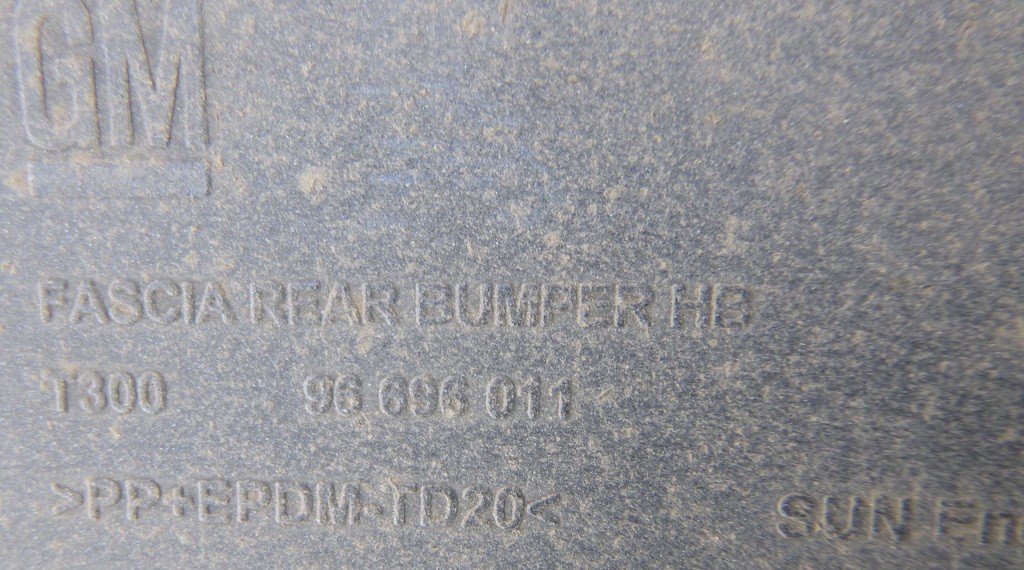 GM
FASCIA REAR BUMPER HB
T300 96 696 011
>PP+EPDM-TD20< SUN